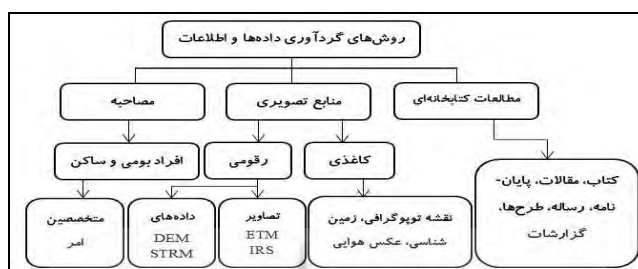 روش‌های گردآوری داده‌ها و اطلاعات
مطالعات کتابخانه‌ای
منابع تصویری
مصاحبه
کاغذی
رقومی
افراد بومی و ساکن
کتاب، مقالات، پایان-
نامه، رساله، طرح‌ها،
گزارشات
نقشه توپوگرافی، زمین
شناسی، عکس هوایی
تصاویر
ETM
IRS
داده‌های
DEM
STRM
متخصصین
امر